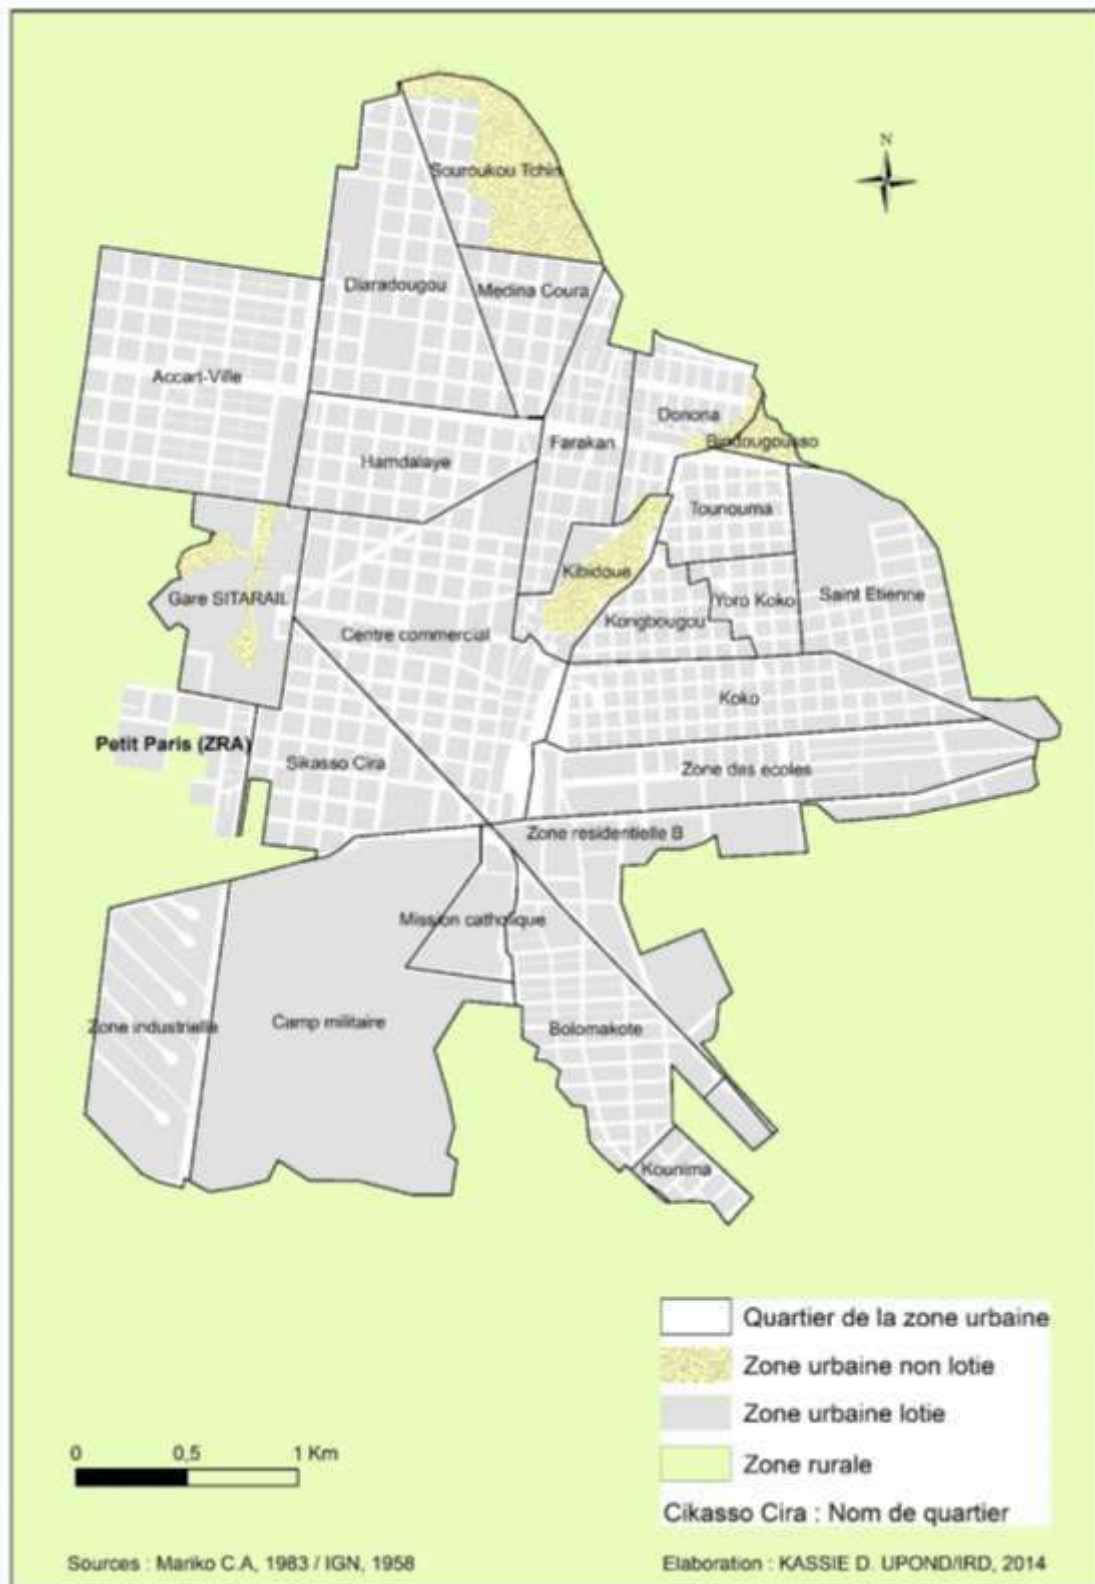 N
Souroukou Tchin
Diaradougou
Medina Coura
Accart-Ville
Donona
Farakan
Bindougousso
Hamdalaye
Tounouma
Kibidoue
Gare SITARAIL
Yoro Koko
Saint Etienne
Kongbougou
Centre commercial
Koko
Petit Paris (ZRA)
Sikasso Cira
Zone des ecoles
Zone residentielle B
Mission catholique
Zone industrielle
Camp militaire
Bolomakote
Kounima
Quartier de la zone urbaine
Zone urbaine non lotie
Zone urbaine lotie
Zone rurale
Cikasso Cira : Nom de quartier
0 0,5 1 Km
Sources : Mariko C.A, 1983 / IGN, 1958
Elaboration : KASSIE D. UPOND/IRD, 2014